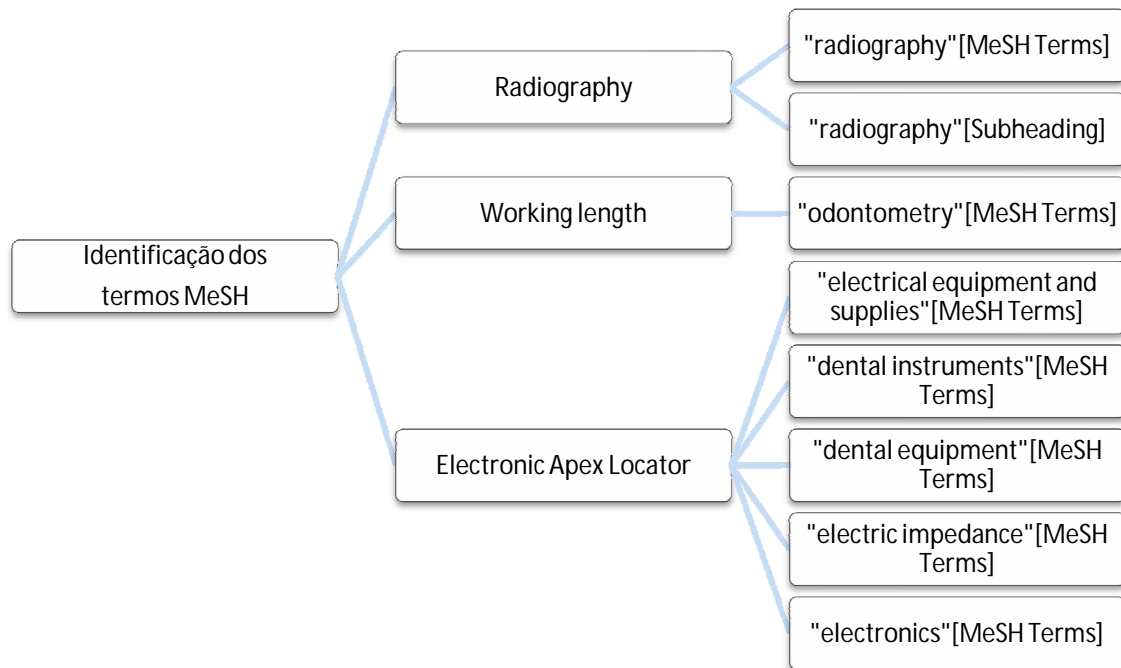 Identificação dos
termos MeSH
Radiography
"radiography"[MeSH Terms]
"radiography"[Subheading]
Working length
"odontometry"[MeSH Terms]
Electronic Apex Locator
"electrical equipment and
supplies"[MeSH Terms]
"dental instruments"[MeSH
Terms]
"dental equipment"[MeSH
Terms]
"electric impedance"[MeSH
Terms]
"electronics"[MeSH Terms]